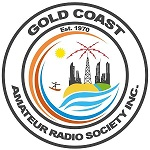 GOLD COAST
Est. 1970
AMATEUR RADIO SOCIETY INC.